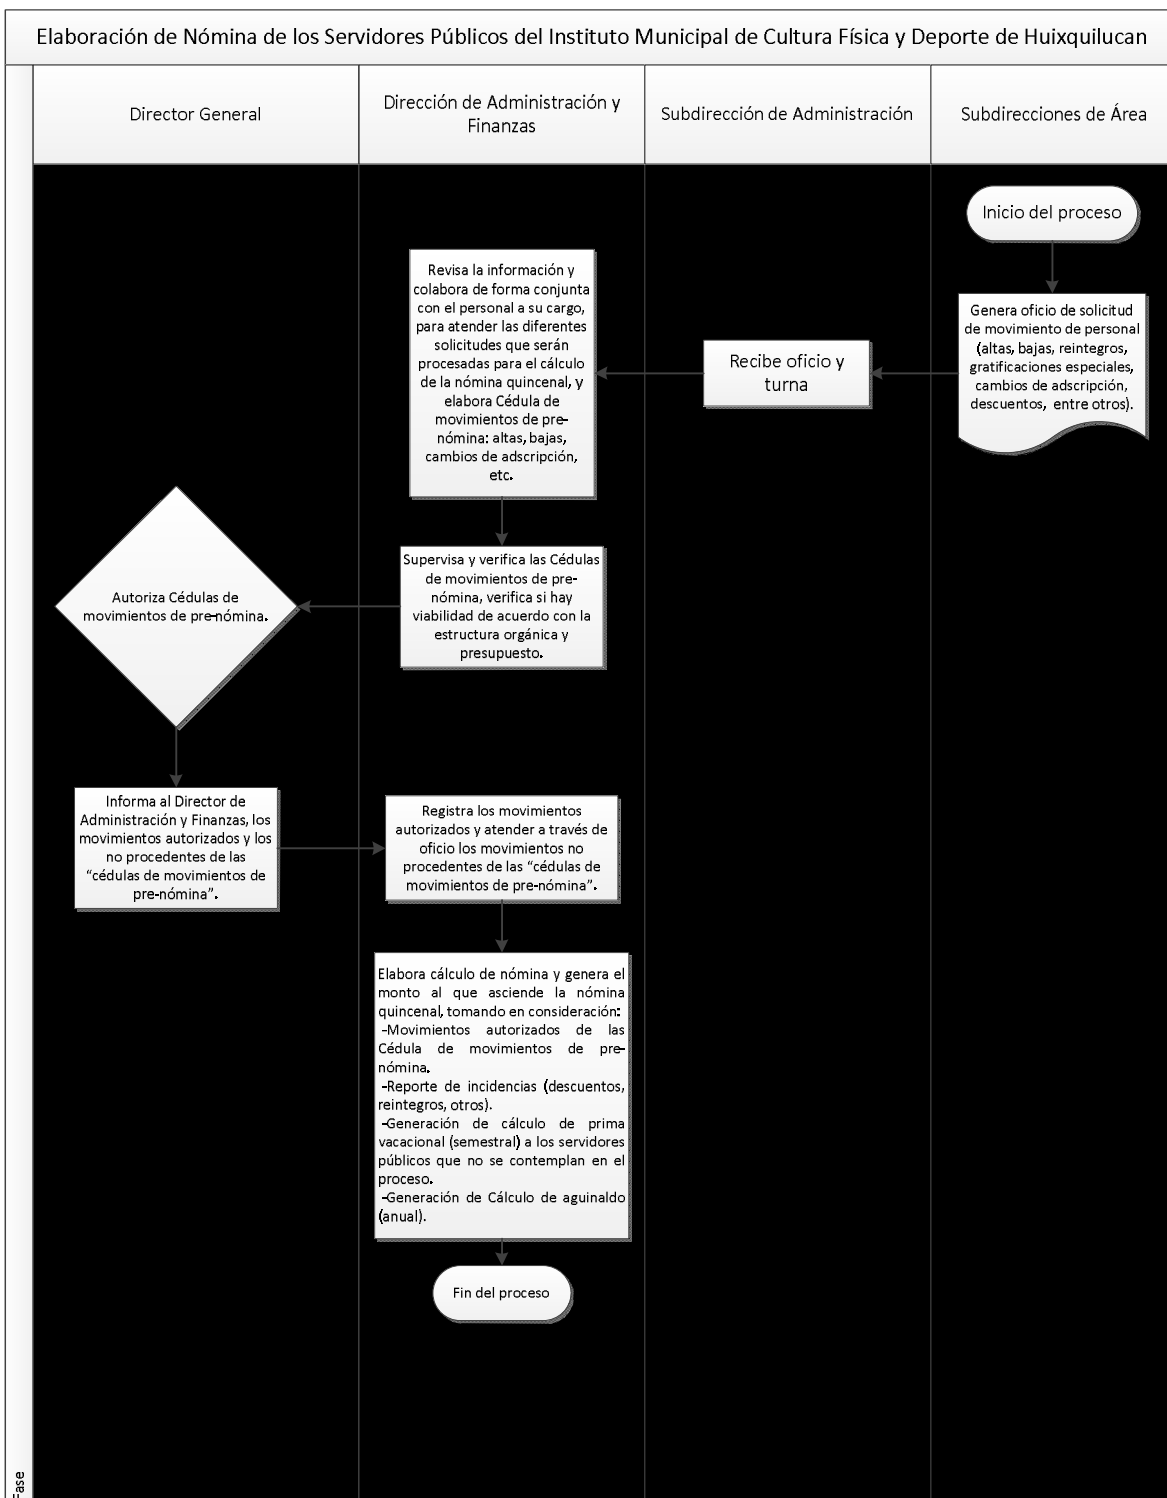 Elaboración de Nómina de los Servidores Públicos del Instituto Municipal de Cultura Física y Deporte de Huixquilucan
Director General
Dirección de Administración y
Finanzas
Subdirección de Administración
Subdirecciones de Área
Inicio del proceso
Genera oficio de solicitud
de movimiento de personal
(altas, bajas, reintegros,
gratificaciones especiales,
cambios de adscripción,
descuentos, entre otros).
Recibe oficio y
turna
Revisa la información y
colabora de forma conjunta
con el personal a su cargo,
para atender las diferentes
solicitudes que serán
procesadas para el cálculo
de la nómina quincenal, y
elabora Cédula de
movimientos de pre-
nómina: altas, bajas,
cambios de adscripción,
etc.
Supervisa y verifica las Cédulas
de movimientos de pre-
nómina, verifica si hay
viabilidad de acuerdo con la
estructura orgánica y
presupuesto.
Autoriza Cédulas de
movimientos de pre-nómina.
Informa al Director de
Administración y Finanzas, los
movimientos autorizados y los
no procedentes de las
“cédulas de movimientos de
pre-nómina”.
Registra los movimientos
autorizados y atender a través de
oficio los movimientos no
procedentes de las “cédulas de
movimientos de pre-nómina”.
Elabora cálculo de nómina y genera el
monto al que asciende la nómina
quincenal, tomando en consideración:
-Movimientos autorizados de las
Cédula de movimientos de pre-
nómina.
-Reporte de incidencias (descuentos,
reintegros, otros).
-Generación de cálculo de prima
vacacional (semestral) a los servidores
públicos que no se contemplan en el
proceso.
-Generación de Cálculo de aguinaldo
(anual).
Fin del proceso
Fase